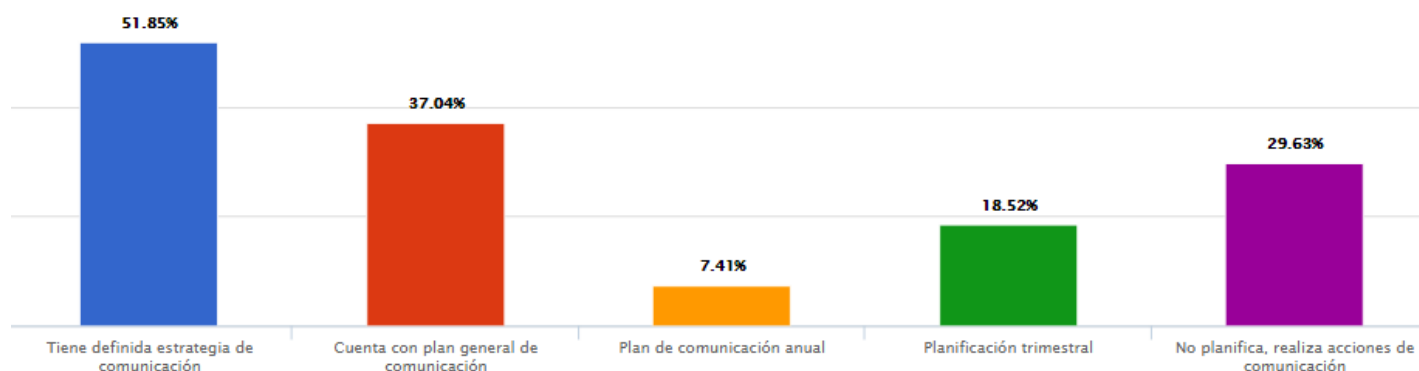 51.85%
37.04%
7.41%
18.52%
29.63%
Tiene definida estrategia de
comunicación
Cuenta con plan general de
comunicación
Plan de comunicación anual
Planificación trimestral
No planifica, realiza acciones de
comunicación